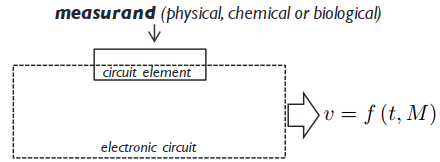 measurand (physical, chemical or biological)
circuit element
v = f (t, M)
electronic circuit